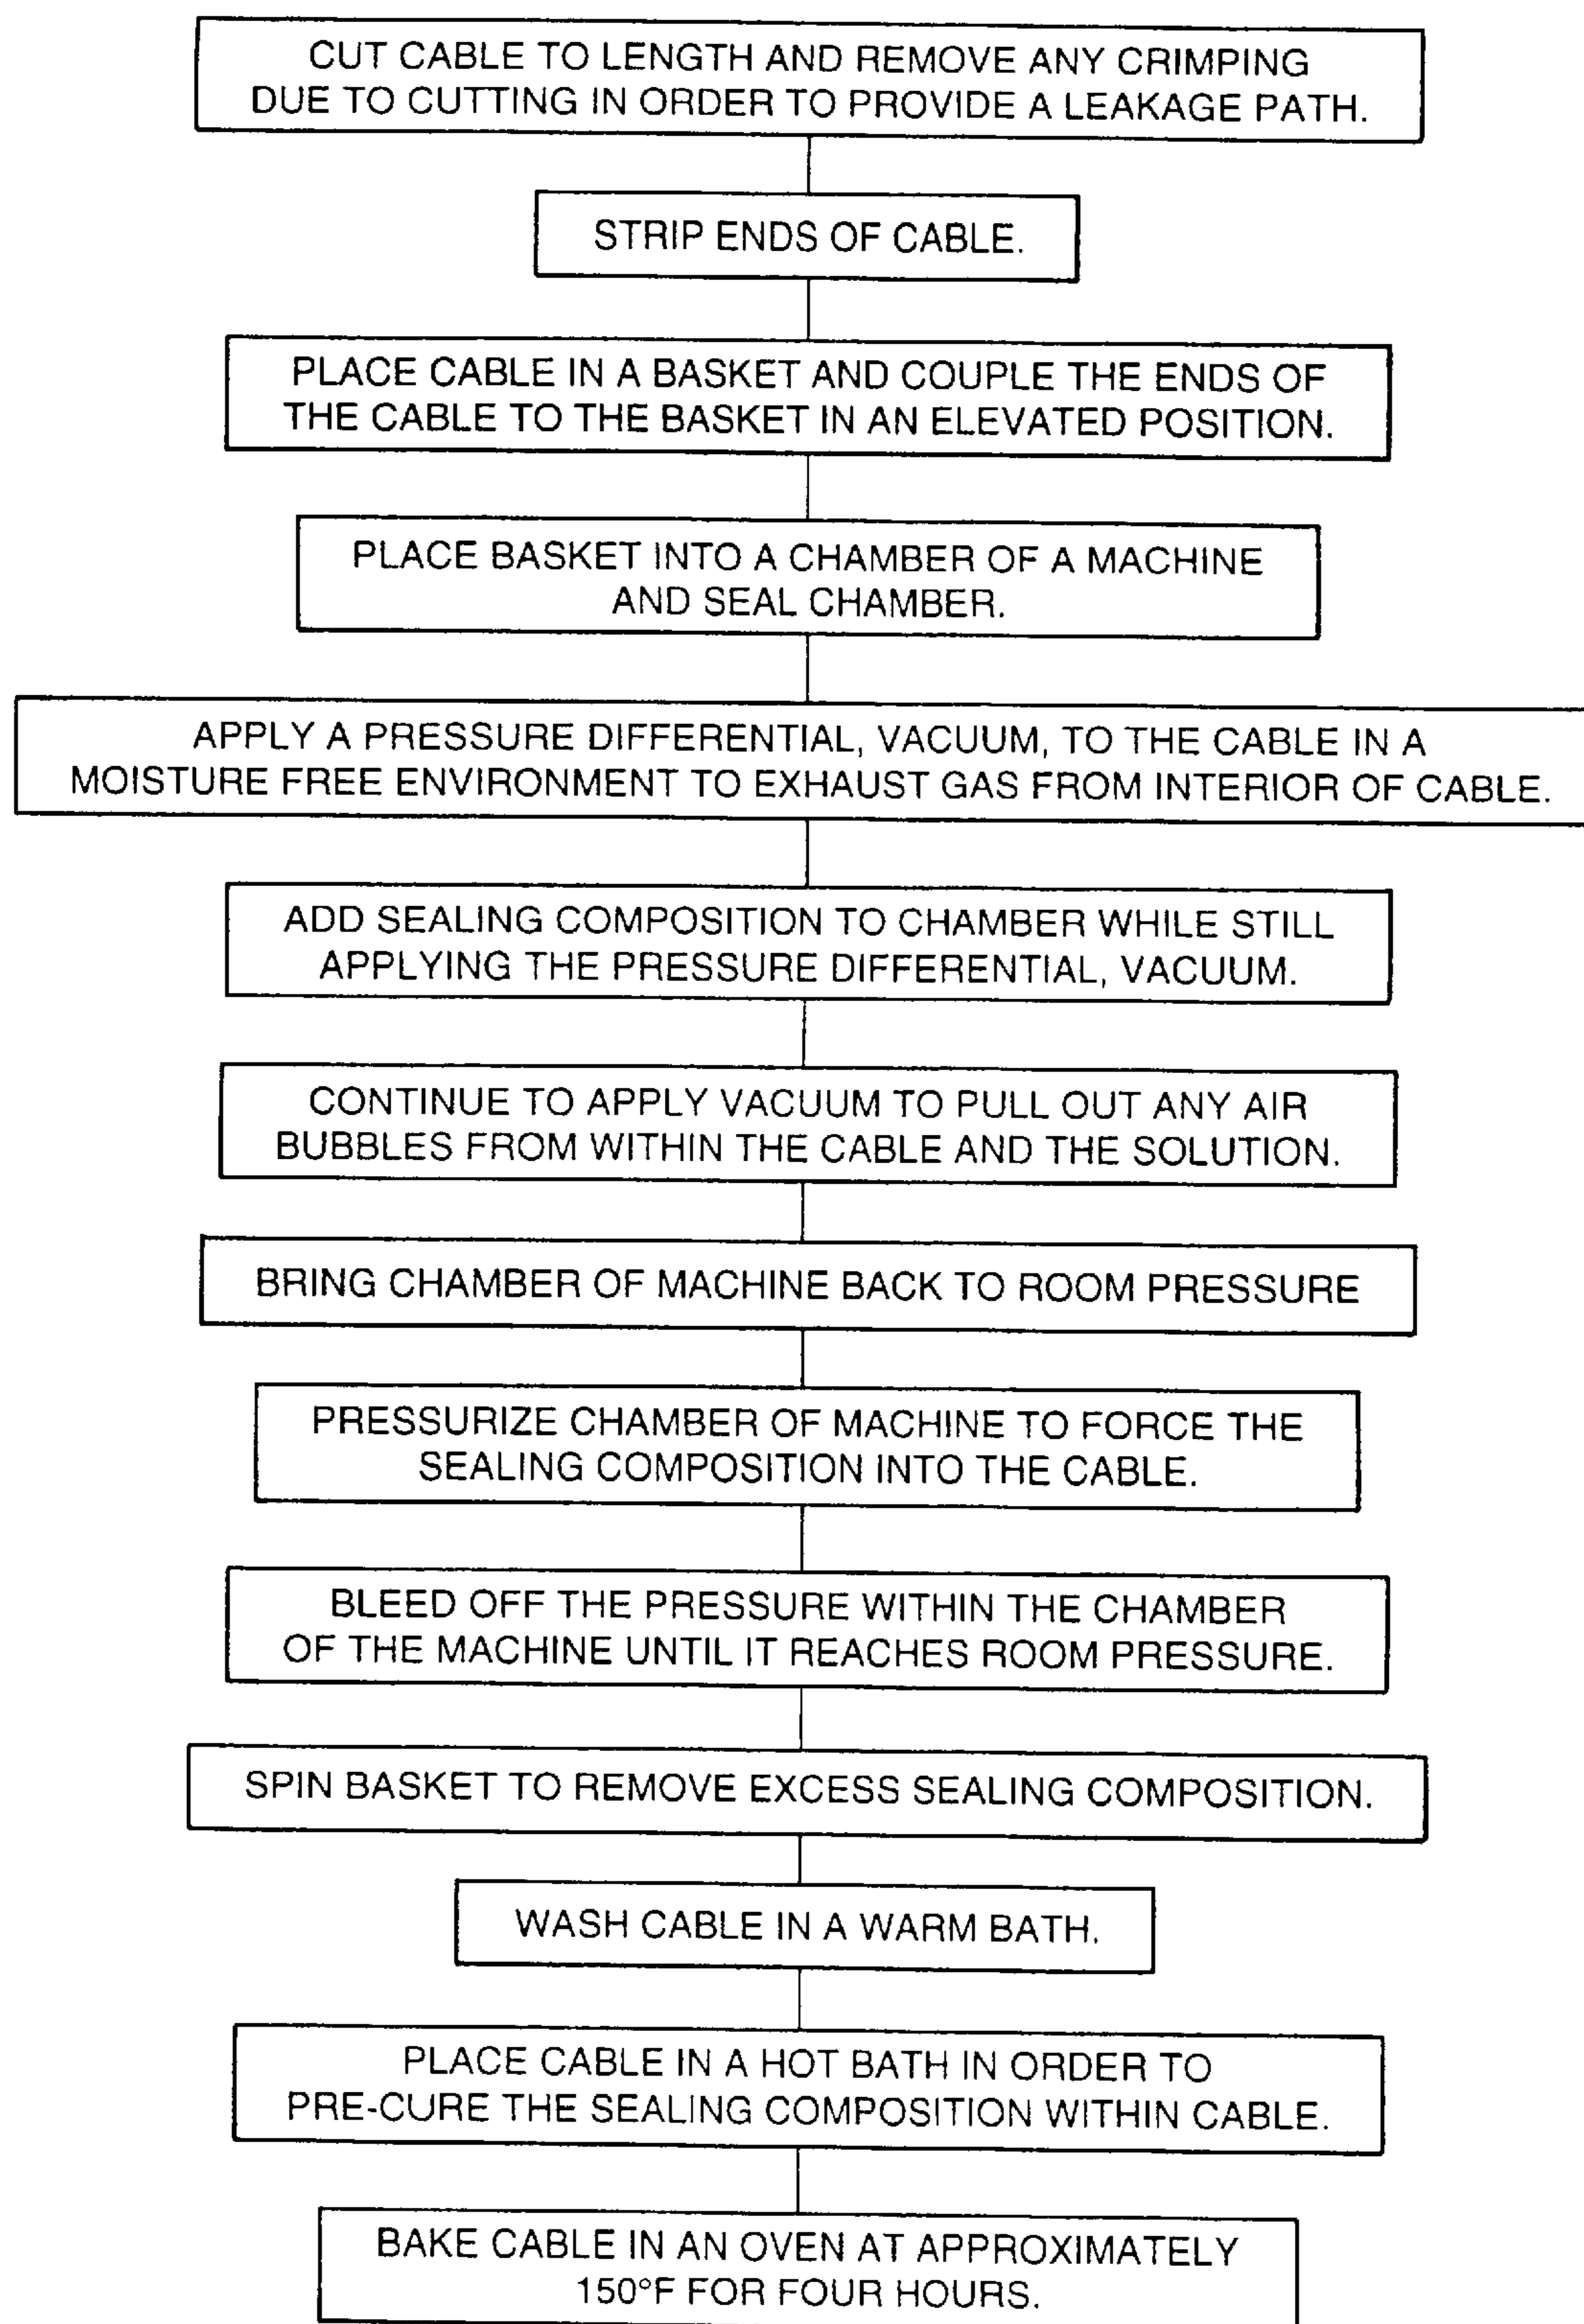 CUT CABLE TO LENGTH AND REMOVE ANY CRIMPING
DUE TO CUTTING IN ORDER TO PROVIDE A LEAKAGE PATH.
STRIP ENDS OF CABLE.
PLACE CABLE IN A BASKET AND COUPLE THE ENDS OF
THE CABLE TO THE BASKET IN AN ELEVATED POSITION.
PLACE BASKET INTO A CHAMBER OF A MACHINE
AND SEAL CHAMBER.
APPLY A PRESSURE DIFFERENTIAL, VACUUM, TO THE CABLE IN A
MOISTURE FREE ENVIRONMENT TO EXHAUST GAS FROM INTERIOR OF CABLE.
ADD SEALING COMPOSITION TO CHAMBER WHILE STILL
APPLYING THE PRESSURE DIFFERENTIAL, VACUUM.
CONTINUE TO APPLY VACUUM TO PULL OUT ANY AIR
BUBBLES FROM WITHIN THE CABLE AND THE SOLUTION.
BRING CHAMBER OF MACHINE BACK TO ROOM PRESSURE
PRESSURIZE CHAMBER OF MACHINE TO FORCE THE
SEALING COMPOSITION INTO THE CABLE.
BLEED OFF THE PRESSURE WITHIN THE CHAMBER
OF THE MACHINE UNTIL IT REACHES ROOM PRESSURE.
SPIN BASKET TO REMOVE EXCESS SEALING COMPOSITION.
WASH CABLE IN A WARM BATH.
PLACE CABLE IN A HOT BATH IN ORDER TO
PRE-CURE THE SEALING COMPOSITION WITHIN CABLE.
BAKE CABLE IN AN OVEN AT APPROXIMATELY
150°F FOR FOUR HOURS.